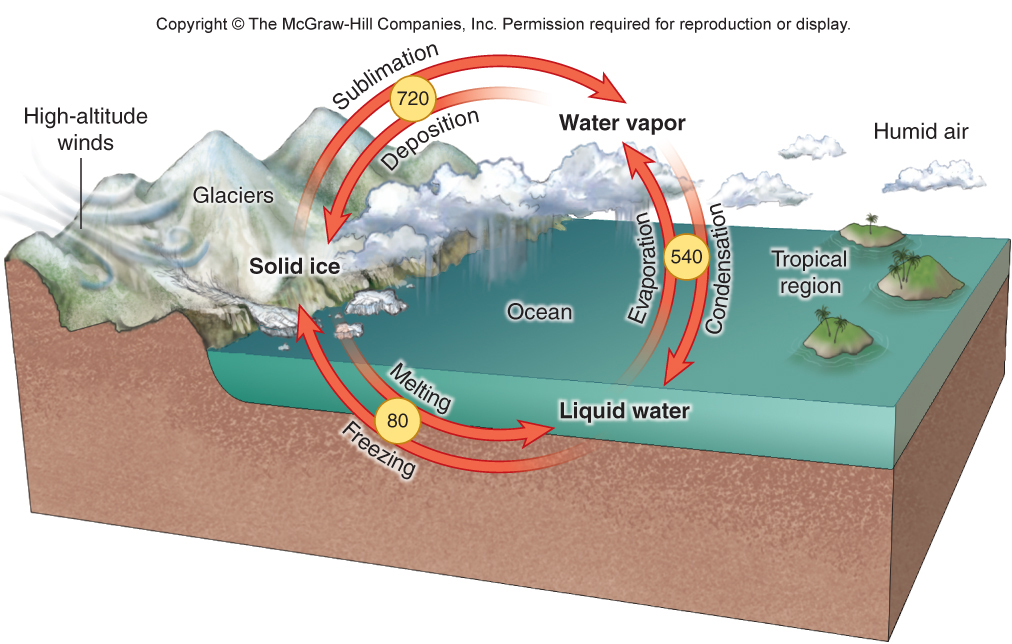 Copyright © The McGraw-Hill Companies, Inc. Permission required for reproduction or display.
Sublimation
720
Deposition
High-altitude
winds
Water vapor
Humid air
Glaciers
Solid ice
Evaporation
540
Condensation
Tropical
region
Ocean
Melting
80
Freezing
Liquid water